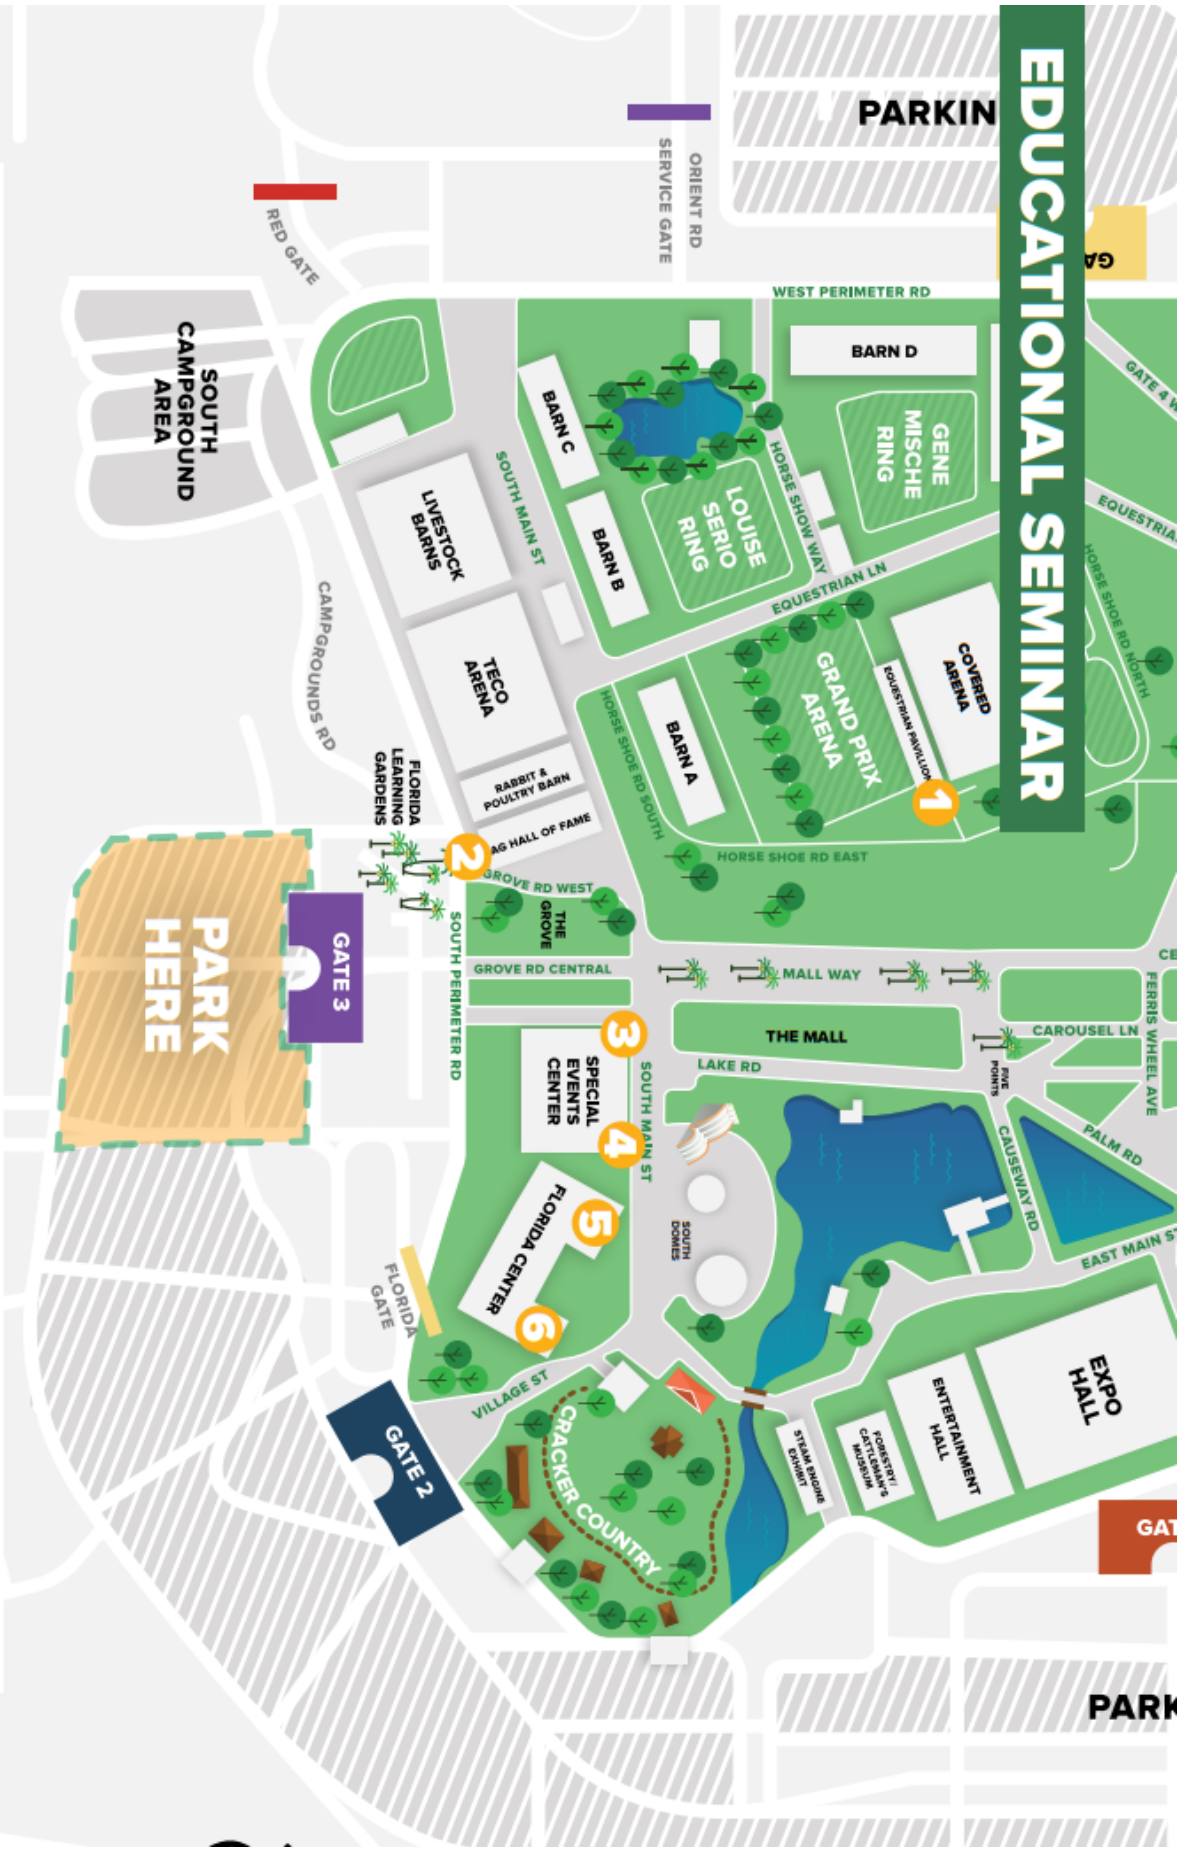 EDUCATIONAL SEMINAR
PARKIN
GA
ORIENT RD
SERVICE GATE
RED GATE
SOUTH
CAMPGROUND
AREA
WEST PERIMETER RD
BARN D
GATE 4 W
GENE
MISCHE
RING
BARN C
SOUTH MAIN ST
HORSE SHOW WAY
LOUISE
SERIO
RING
BARN B
LIVESTOCK
BARNS
EQUESTRIA
EQUESTRIAN LN
HORSE SHOE RD NORTH
COVERED
ARENA
EQUESTRIAN PAVILLION
GRAND PRIX
ARENA
1
CAMPGROUNDS RD
TECO
ARENA
HORSE SHOE RD SOUTH
BARN A
RABBIT &
POULTRY BARN
AG HALL OF FAME
FLORIDA
LEARNING
GARDENS
2
HORSE SHOE RD EAST
GROVE RD WEST
THE
GROVE
SOUTH PERIMETER RD
GROVE RD CENTRAL
MALL WAY
CE
FERRIS WHEEL AVE
PARK
HERE
GATE 3
THE MALL
CAROUSEL LN
LAKE RD
FIVE
POINTS
3
SPECIAL
EVENTS
CENTER
4
SOUTH MAIN ST
CAUSEWAY RD
PALM RD
EAST MAIN ST
SOUTH
DOMES
5
FLORIDA CENTER
6
FLORIDA
GATE
VILLAGE ST
GATE 2
CRACKER COUNTRY
STEAM ENGINE
EXHIBIT
FORESTRY/
CATTLEMAN'S
MUSEUM
ENTERTAINMENT
HALL
EXPO
HALL
GAT
PARK